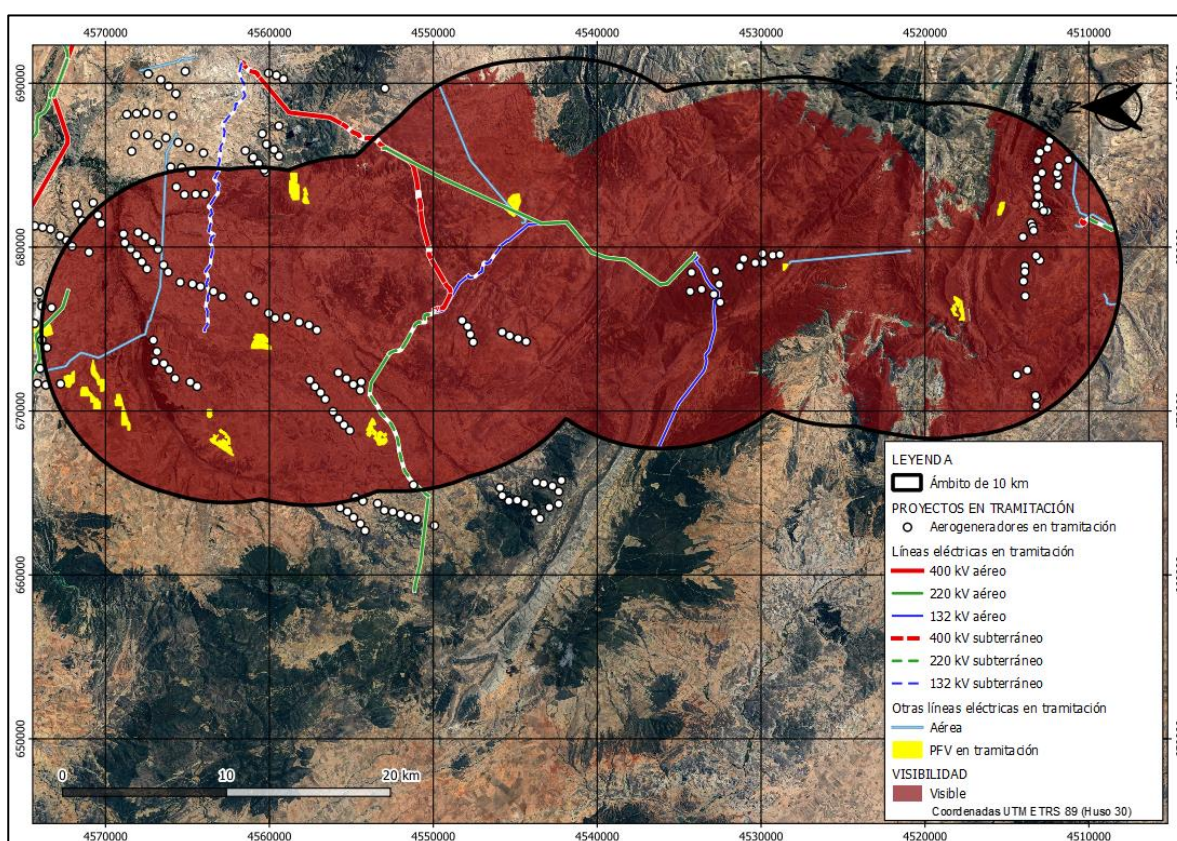 4570000 4560000 4550000 4540000 4530000 4520000 4510000
690000
680000
670000
660000
650000
LEYENDA
Ámbito de 10 km
PROYECTOS EN TRAMITACIÓN
Aerogeneradores en tramitación
Líneas eléctricas en tramitación
400 kV aéreo
220 kV aéreo
132 kV aéreo
400 kV subterráneo
220 kV subterráneo
132 kV subterráneo
Otras líneas eléctricas en tramitación
Aérea
PFV en tramitación
VISIBILIDAD
Visible
Coordenadas UTM ETRS 89 (Huso 30)
0 10 20 km
4570000 4560000 4550000 4540000 4530000 4520000 4510000